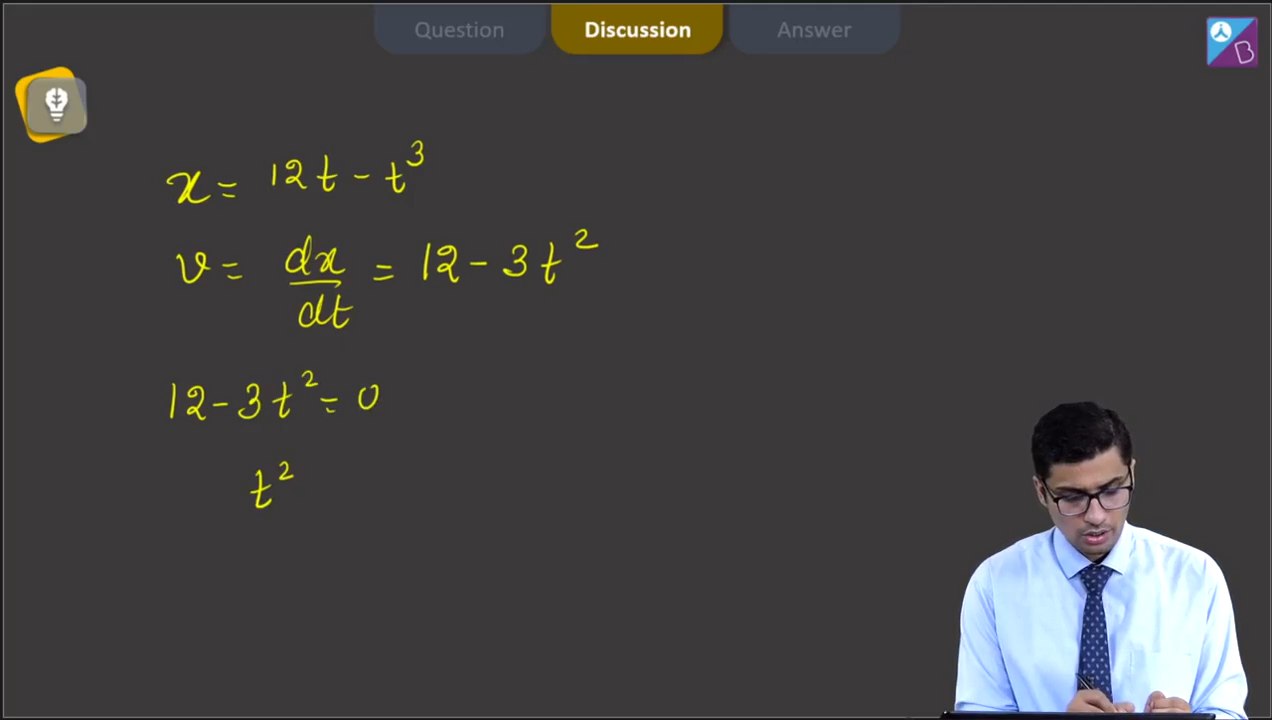 Question Discussion Answer
B
x = 12t - t³
v = dx/dt = 12 - 3t²
12 - 3t² = 0
t²